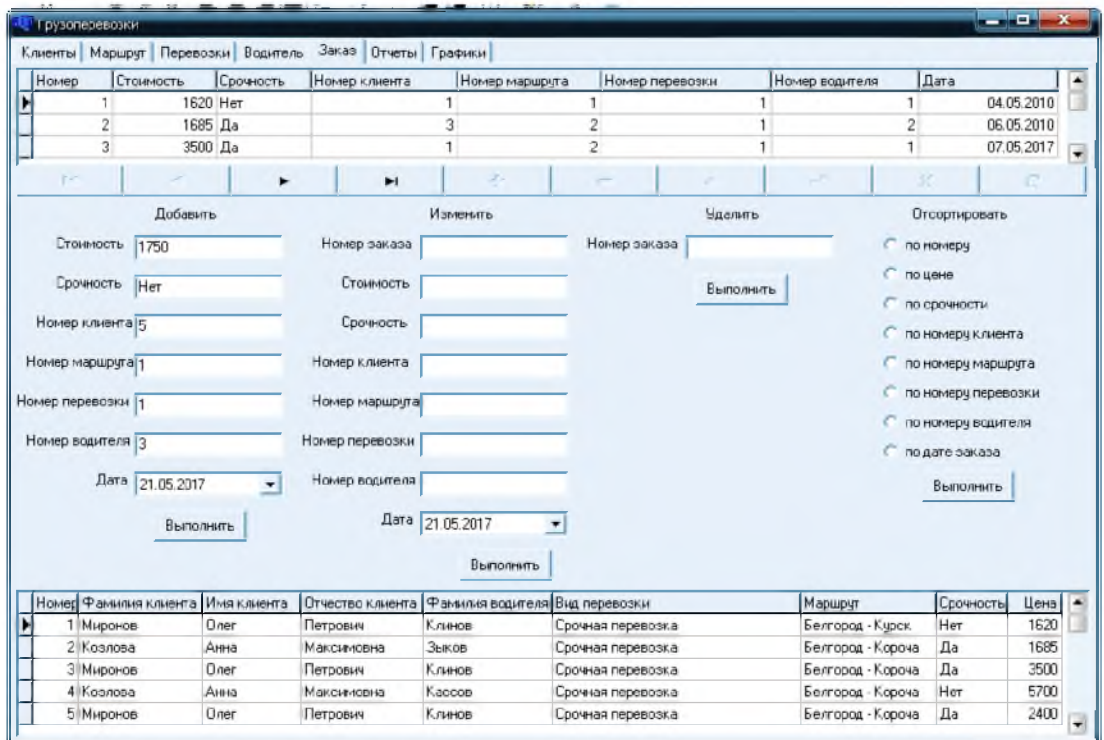 Грузоперевозки
Клиенты Маршрут Перевозки Водитель Заказ Отчеты Графики
Номер Стоимость Срочность Номер клиента Номер маршрута Номер перевозки Номер водителя Дата
1 1620 Нет 1 1 1 1 04.05.2010
2 1685 Да 3 2 1 2 06.05.2010
3 3500 Да 1 2 1 1 07.05.2017
Добавить Изменить Удалить Отсортировать
Стоимость 1750 Номер заказа Номер заказа по номеру
Срочность Нет Стоимость Выполнить по цене
Номер клиента 5 Срочность по срочности
по номеру клиента
Номер маршрута 1 Номер клиента по номеру маршрута
Номер перевозки 1 Номер маршрута по номеру перевозки
по номеру водителя
Номер водителя 3 Номер перевозки по дате заказа
Дата 21.05.2017 Номер водителя Выполнить
Выполнить Дата 21.05.2017
Выполнить
Номер Фамилия клиента Имя клиента Отчество клиента Фамилия водителя Вид перевозки Маршрут Срочность Цена
1 Миронов Олег Петрович Клинов Срочная перевозка Белгород - Курск Нет 1620
2 Козлова Анна Максимовна Зыков Срочная перевозка Белгород - Короча Да 1685
3 Миронов Олег Петрович Клинов Срочная перевозка Белгород - Короча Да 3500
4 Козлова Анна Максимовна Кассов Срочная перевозка Белгород - Короча Нет 5700
5 Миронов Олег Петрович Клинов Срочная перевозка Белгород - Короча Да 2400